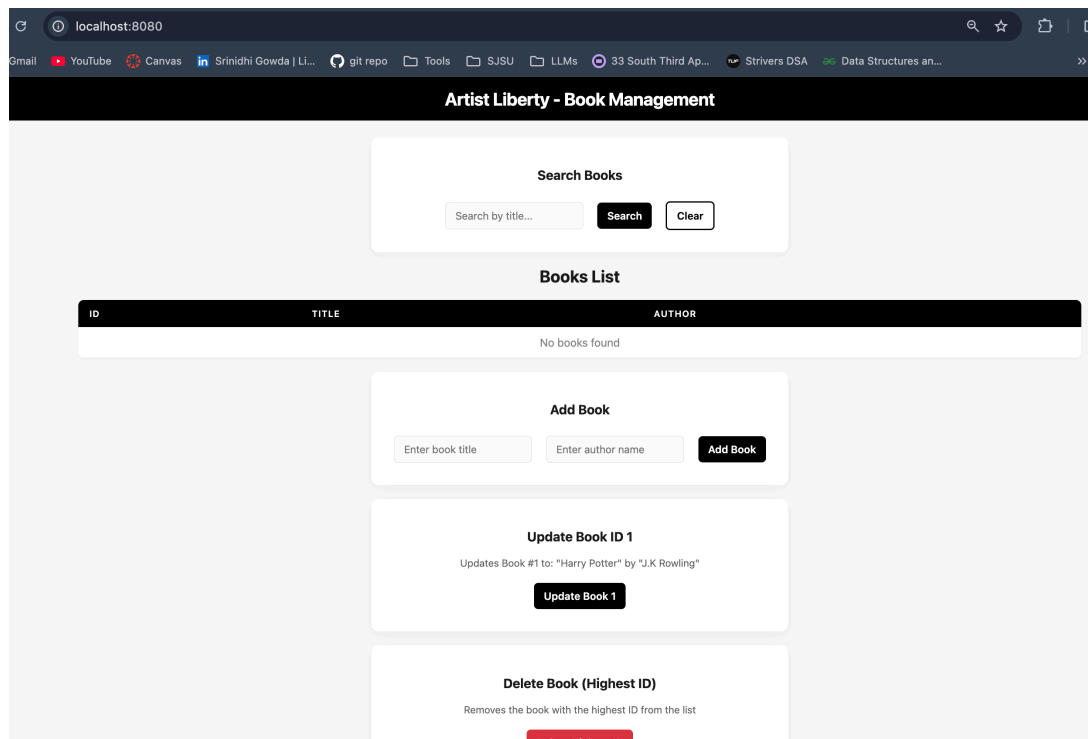 localhost:8080
Gmail YouTube Canvas Srinidhi Gowda | Li... git repo Tools SJSU LLMs 33 South Third Ap... Strivers DSA Data Structures an... »
Artist Liberty - Book Management
Search Books
Search by title... Search Clear
Books List
ID TITLE AUTHOR
No books found
Add Book
Enter book title Enter author name Add Book
Update Book ID 1
Updates Book #1 to: "Harry Potter" by "J.K Rowling"
Update Book 1
Delete Book (Highest ID)
Removes the book with the highest ID from the list